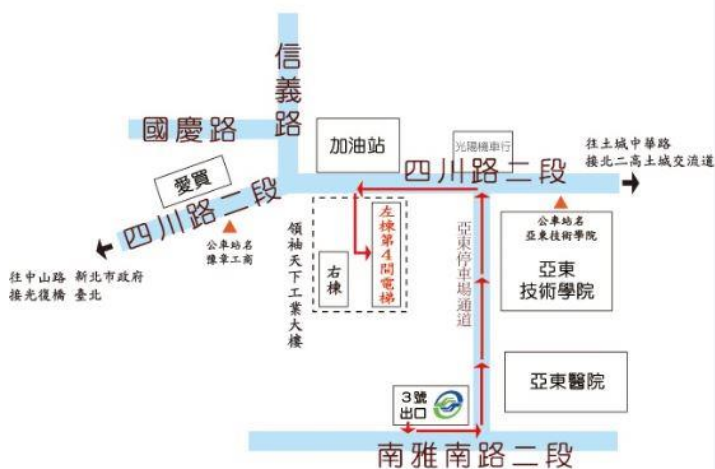 信義路
國慶路
加油站
光陽機車行
往土城中華路
接北二高土城交流道
四川路二段
愛買
四川路二段
公車站名
豫章工商
公車站名
亞東技術學院
往中山路 新北市政府
接光復橋 臺北
領袖天下工業大樓
右棟
左棟第4間電梯
亞東停車場通道
亞東
技術學院
亞東醫院
3號
出口
南雅南路二段